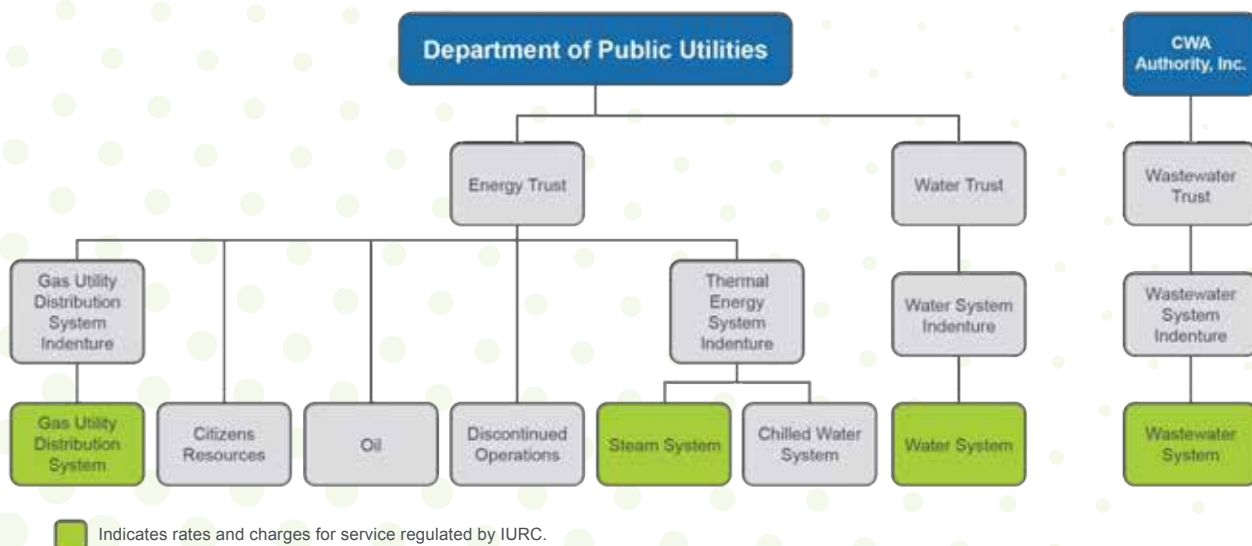 Department of Public Utilities
CWA
Authority, Inc.
Energy Trust
Water Trust
Wastewater
Trust
Gas Utility
Distribution
System
Indenture
Thermal
Energy
System
Indenture
Water System
Indenture
Wastewater
System
Indenture
Gas Utility
Distribution
System
Citizens
Resources
Oil
Discontinued
Operations
Steam System
Chilled Water
System
Water System
Wastewater
System
Indicates rates and charges for service regulated by IURC.